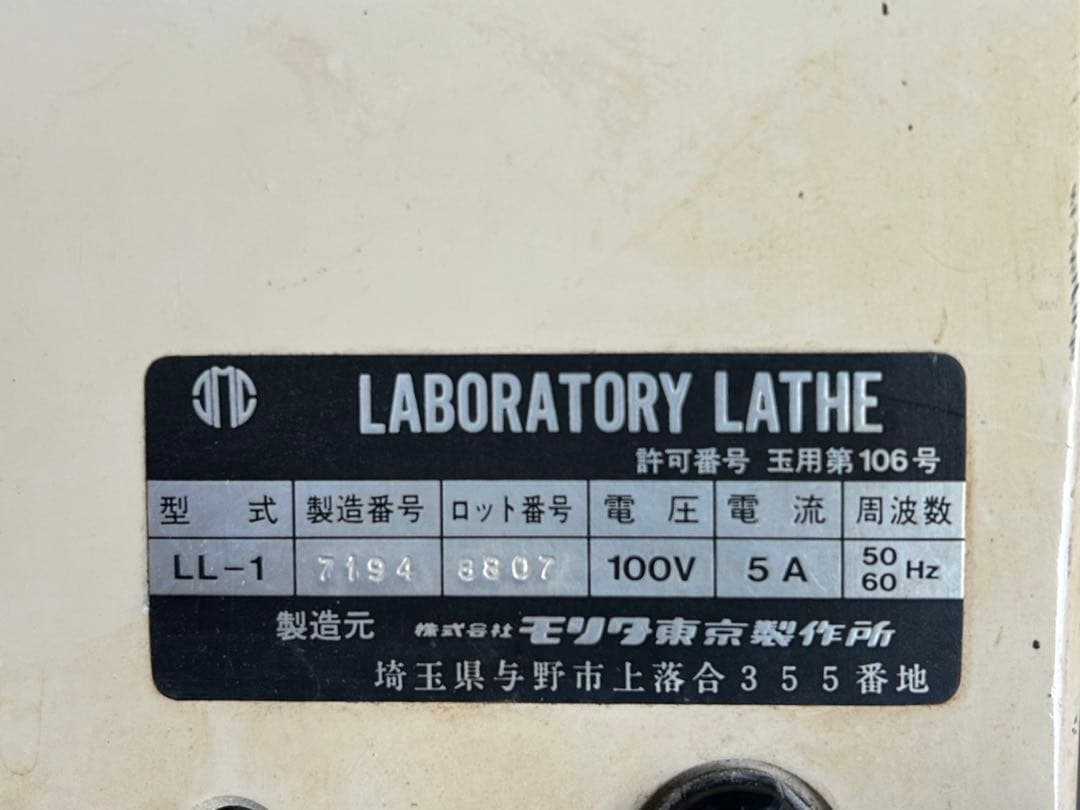 JMC LABORATORY LATHE
許可番号 玉用第106号
型式 製造番号 ロット番号 電圧 電流 周波数
LL-1 7194 8807 100V 5A 50 60 Hz
製造元 株式会社モリタ東京製作所
埼玉県与野市上落合355番地